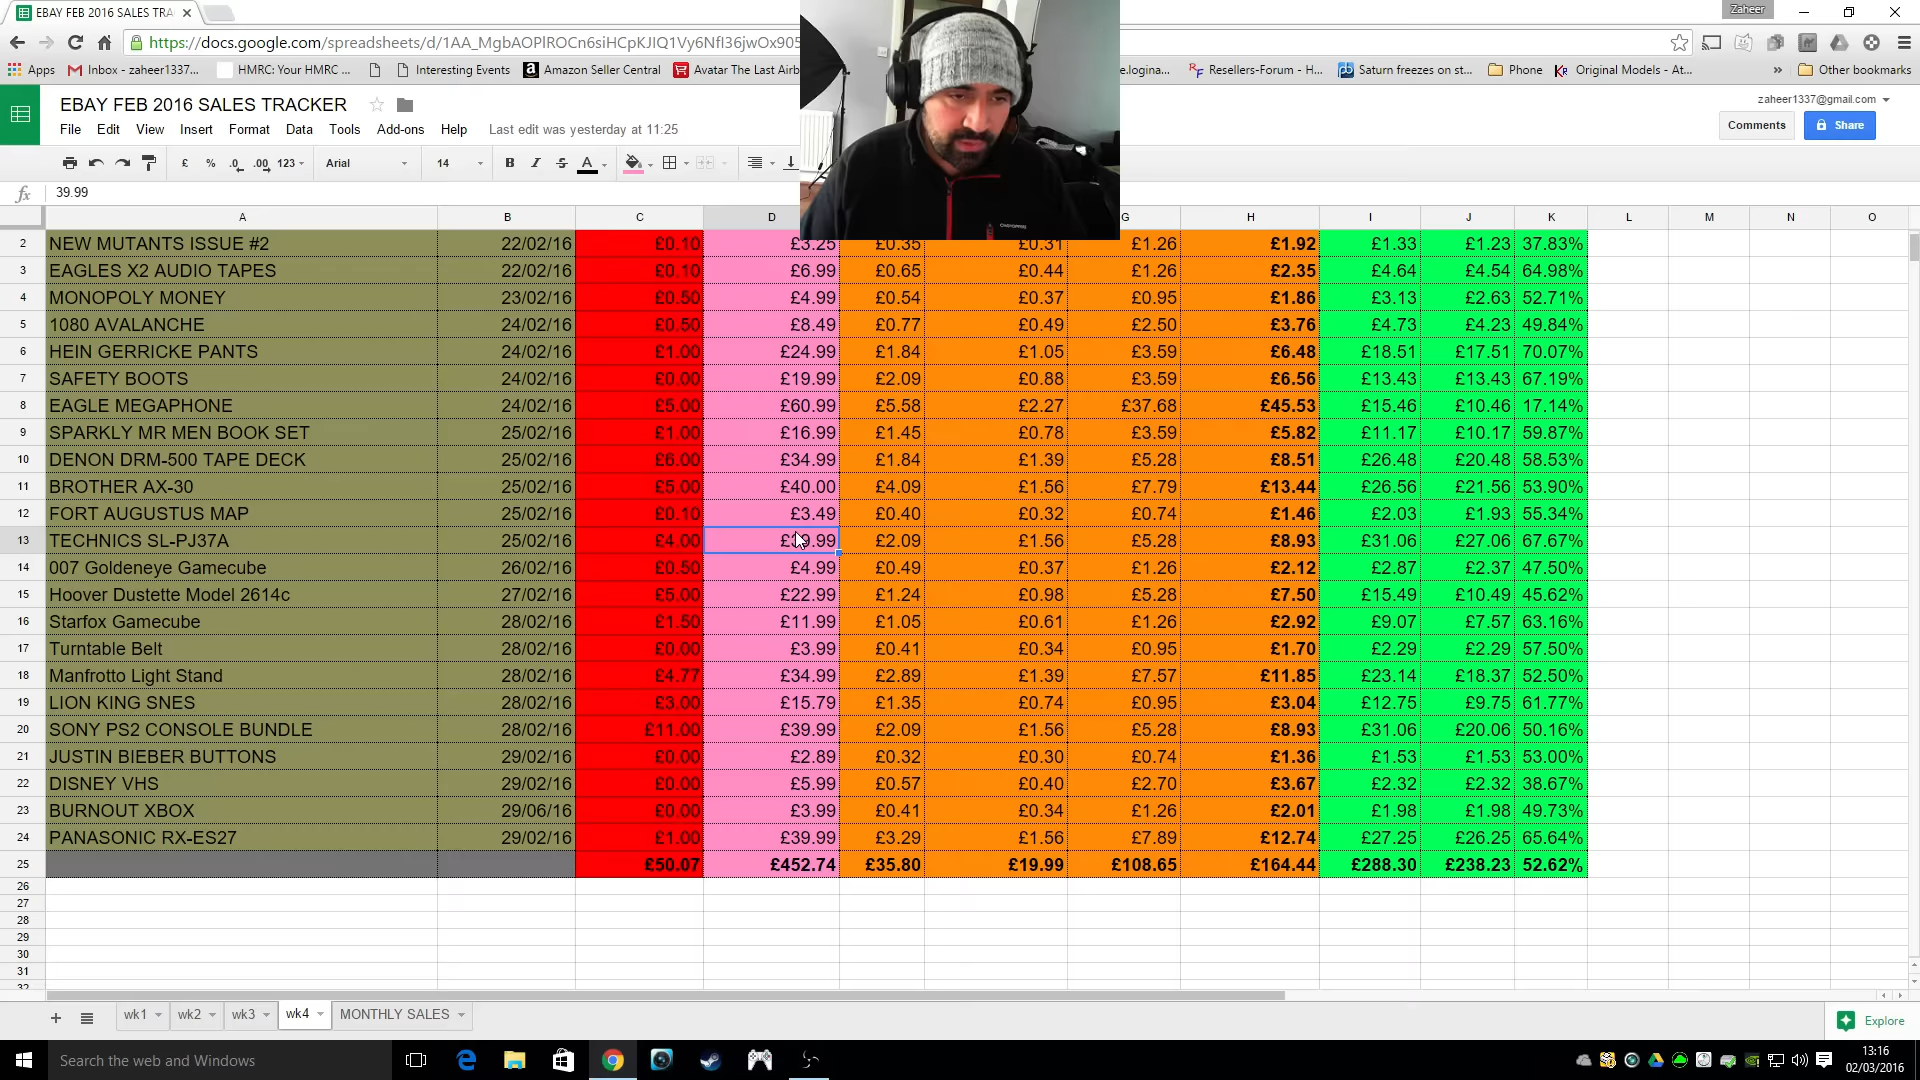 EBAY FEB 2016 SALES TRA
Zaheer
https://docs.google.com/spreadsheets/d/1AA_MgbAOPlROCn6siHCpKJIQ1Vy6NfI36jwOx905
Apps Inbox - zaheer1337... HMRC: Your HMRC ... Interesting Events Amazon Seller Central Avatar The Last Airb e.logina... Resellers-Forum - H... Saturn freezes on st... Phone Original Models - At... » Other bookmarks
EBAY FEB 2016 SALES TRACKER
zaheer1337@gmail.com
File Edit View Insert Format Data Tools Add-ons Help Last edit was yesterday at 11:25
Comments Share
£ % .0 .00 123 Arial 14 B I S A
fx 39.99
A B C D G H I J K L M N O
2 NEW MUTANTS ISSUE #2 22/02/16 £0.10 £3.25 £0.35 £0.31 £1.26 £1.92 £1.33 £1.23 37.83%
3 EAGLES X2 AUDIO TAPES 22/02/16 £0.10 £6.99 £0.65 £0.44 £1.26 £2.35 £4.64 £4.54 64.98%
4 MONOPOLY MONEY 23/02/16 £0.50 £4.99 £0.54 £0.37 £0.95 £1.86 £3.13 £2.63 52.71%
5 1080 AVALANCHE 24/02/16 £0.50 £8.49 £0.77 £0.49 £2.50 £3.76 £4.73 £4.23 49.84%
6 HEIN GERRICKE PANTS 24/02/16 £1.00 £24.99 £1.84 £1.05 £3.59 £6.48 £18.51 £17.51 70.07%
7 SAFETY BOOTS 24/02/16 £0.00 £19.99 £2.09 £0.88 £3.59 £6.56 £13.43 £13.43 67.19%
8 EAGLE MEGAPHONE 24/02/16 £5.00 £60.99 £5.58 £2.27 £37.68 £45.53 £15.46 £10.46 17.14%
9 SPARKLY MR MEN BOOK SET 25/02/16 £1.00 £16.99 £1.45 £0.78 £3.59 £5.82 £11.17 £10.17 59.87%
10 DENON DRM-500 TAPE DECK 25/02/16 £6.00 £34.99 £1.84 £1.39 £5.28 £8.51 £26.48 £20.48 58.53%
11 BROTHER AX-30 25/02/16 £5.00 £40.00 £4.09 £1.56 £7.79 £13.44 £26.56 £21.56 53.90%
12 FORT AUGUSTUS MAP 25/02/16 £0.10 £3.49 £0.40 £0.32 £0.74 £1.46 £2.03 £1.93 55.34%
13 TECHNICS SL-PJ37A 25/02/16 £4.00 £39.99 £2.09 £1.56 £5.28 £8.93 £31.06 £27.06 67.67%
14 007 Goldeneye Gamecube 26/02/16 £0.50 £4.99 £0.49 £0.37 £1.26 £2.12 £2.87 £2.37 47.50%
15 Hoover Dustette Model 2614c 27/02/16 £5.00 £22.99 £1.24 £0.98 £5.28 £7.50 £15.49 £10.49 45.62%
16 Starfox Gamecube 28/02/16 £1.50 £11.99 £1.05 £0.61 £1.26 £2.92 £9.07 £7.57 63.16%
17 Turntable Belt 28/02/16 £0.00 £3.99 £0.41 £0.34 £0.95 £1.70 £2.29 £2.29 57.50%
18 Manfrotto Light Stand 28/02/16 £4.77 £34.99 £2.89 £1.39 £7.57 £11.85 £23.14 £18.37 52.50%
19 LION KING SNES 28/02/16 £3.00 £15.79 £1.35 £0.74 £0.95 £3.04 £12.75 £9.75 61.77%
20 SONY PS2 CONSOLE BUNDLE 28/02/16 £11.00 £39.99 £2.09 £1.56 £5.28 £8.93 £31.06 £20.06 50.16%
21 JUSTIN BIEBER BUTTONS 29/02/16 £0.00 £2.89 £0.32 £0.30 £0.74 £1.36 £1.53 £1.53 53.00%
22 DISNEY VHS 29/02/16 £0.00 £5.99 £0.57 £0.40 £2.70 £3.67 £2.32 £2.32 38.67%
23 BURNOUT XBOX 29/06/16 £0.00 £3.99 £0.41 £0.34 £1.26 £2.01 £1.98 £1.98 49.73%
24 PANASONIC RX-ES27 29/02/16 £1.00 £39.99 £3.29 £1.56 £7.89 £12.74 £27.25 £26.25 65.64%
25 £50.07 £452.74 £35.80 £19.99 £108.65 £164.44 £288.30 £238.23 52.62%
26
27
28
29
30
31
32
wk1 wk2 wk3 wk4 MONTHLY SALES Explore
Search the web and Windows
13:16
02/03/2016